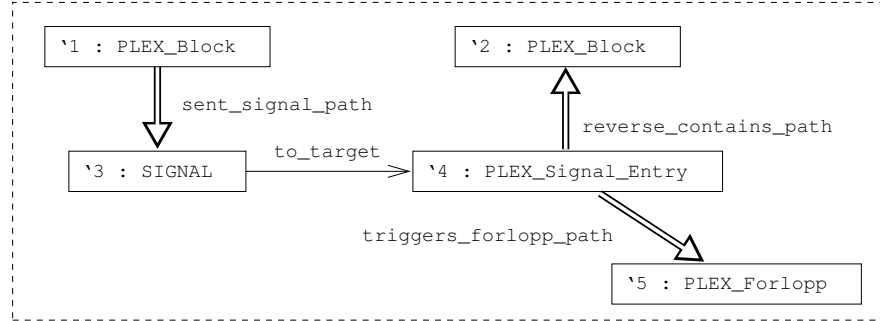 ‘1 : PLEX_Block
‘2 : PLEX_Block
sent_signal_path
reverse_contains_path
to_target
‘3 : SIGNAL
‘4 : PLEX_Signal_Entry
triggers_forlopp_path
‘5 : PLEX_Forlopp